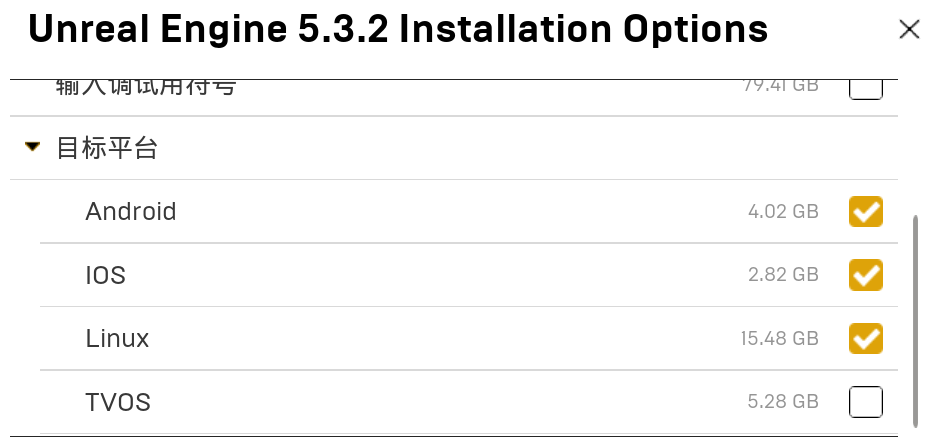 Unreal Engine 5.3.2 Installation Options
输入调试用符号 79.41 GB
目标平台
Android 4.02 GB
IOS 2.82 GB
Linux 15.48 GB
TVOS 5.28 GB